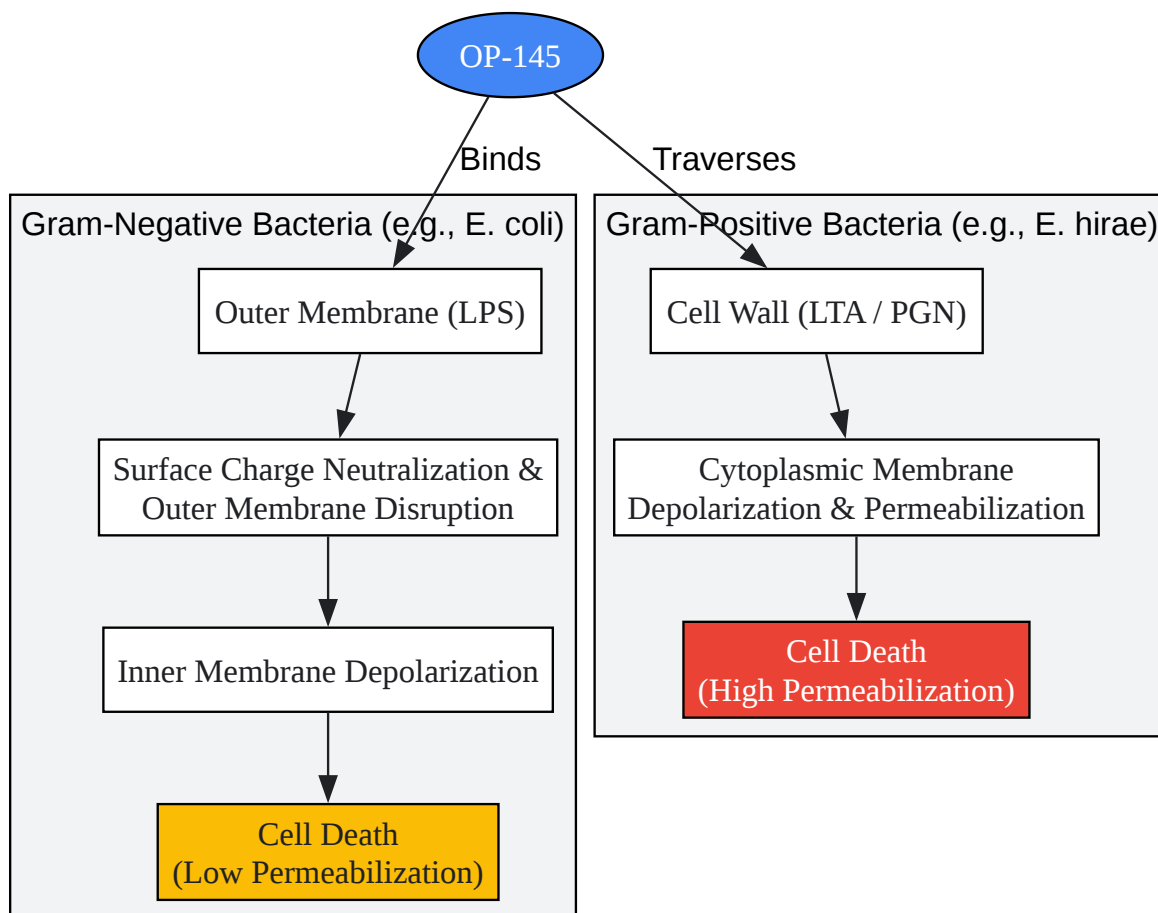 OP-145
Binds
Traverses
Gram-Negative Bacteria (e.g., E. coli)
Outer Membrane (LPS)
Surface Charge Neutralization &
Outer Membrane Disruption
Inner Membrane Depolarization
Cell Death
(Low Permeabilization)
Gram-Positive Bacteria (e.g., E. hirae)
Cell Wall (LTA / PGN)
Cytoplasmic Membrane
Depolarization & Permeabilization
Cell Death
(High Permeabilization)